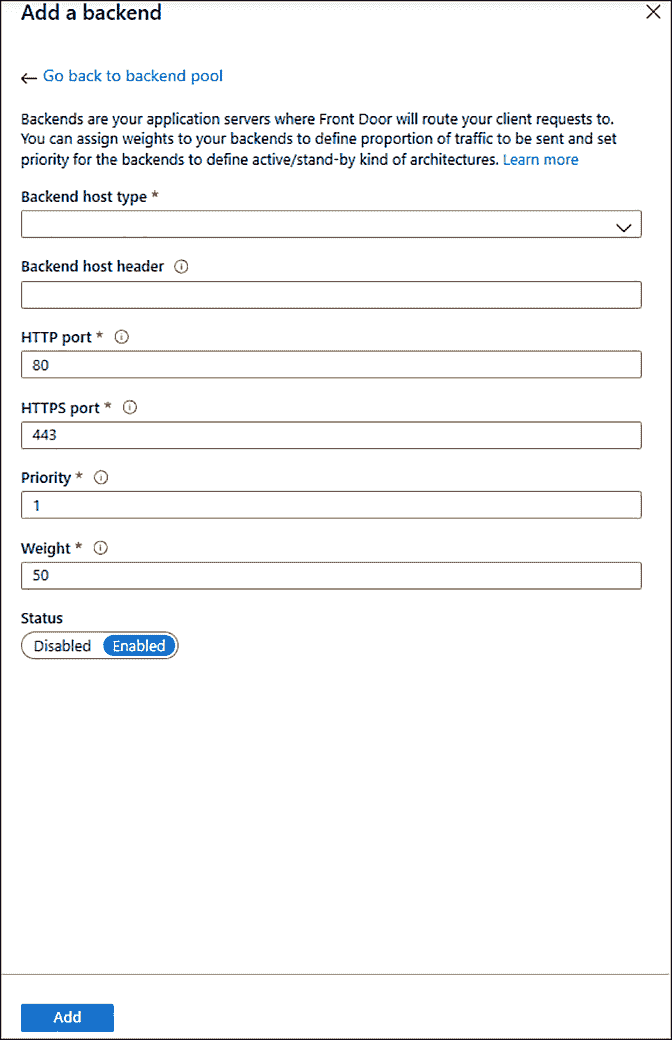 Add a backend
Go back to backend pool
Backends are your application servers where Front Door will route your client requests to.
You can assign weights to your backends to define proportion of traffic to be sent and set
priority for the backends to define active/stand-by kind of architectures. Learn more
Backend host type *
Backend host header
HTTP port *
80
HTTPS port *
443
Priority *
1
Weight *
50
Status
Disabled Enabled
Add